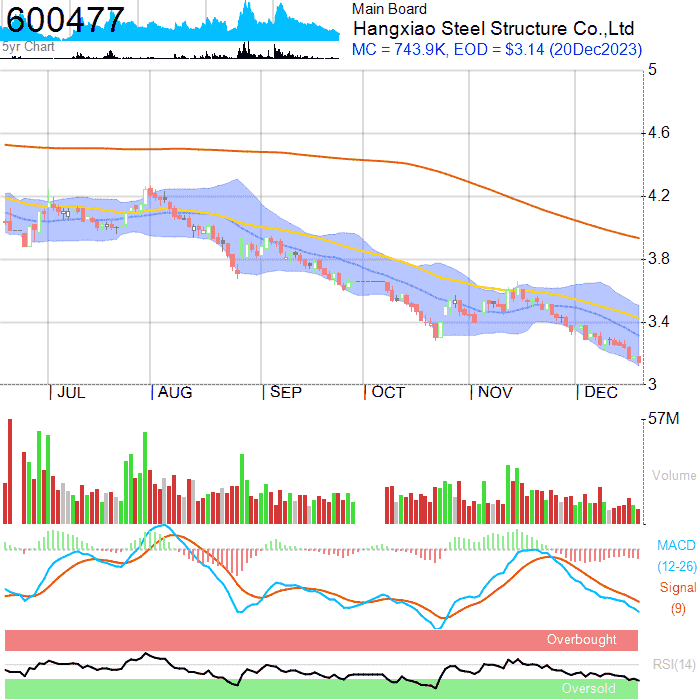 600477
5yr Chart
Main Board
Hangxiao Steel Structure Co.,Ltd
MC = 743.9K, EOD = $3.14 (20Dec2023)
5
4.6
4.2
3.8
3.4
3
JUL AUG SEP OCT NOV DEC
57M
Volume
MACD
(12-26)
Signal
(9)
Overbought
RSI(14)
Oversold